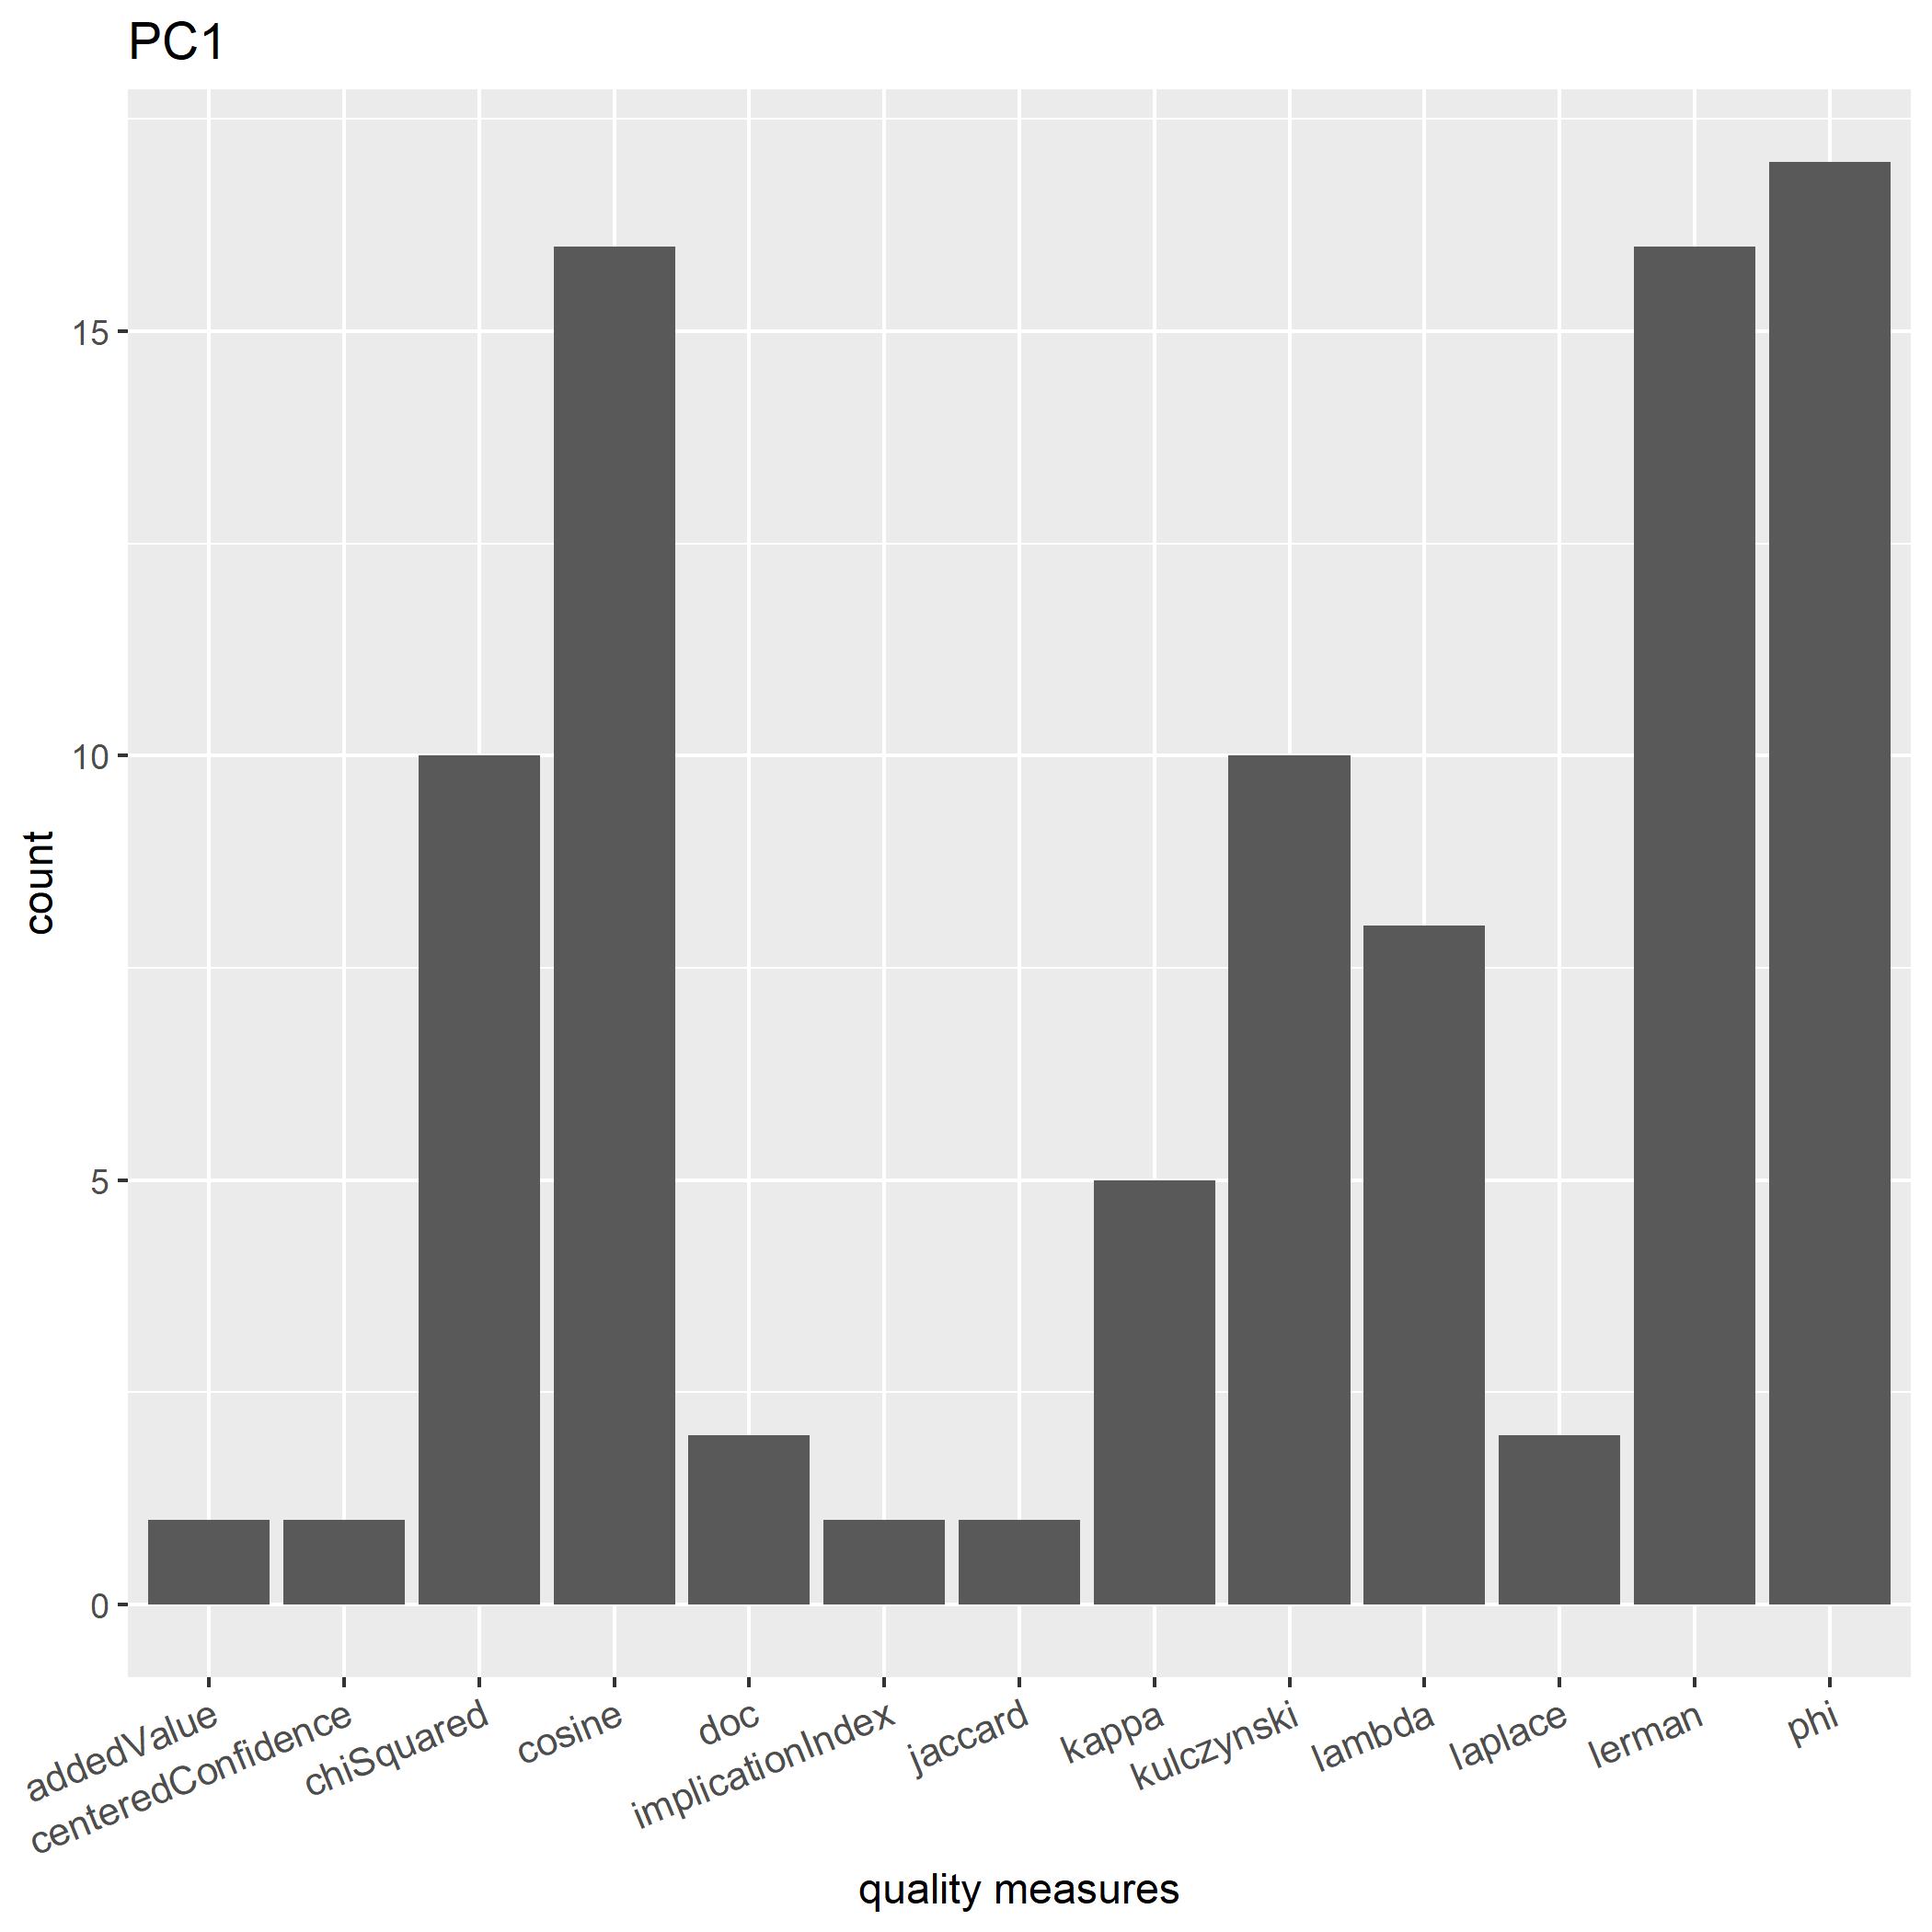 PC1
count
15
10
5
0
addedValue
centeredConfidence
chiSquared
cosine
doc
implicationIndex
jaccard
kappa
kulczynski
lambda
laplace
lerman
phi
quality measures